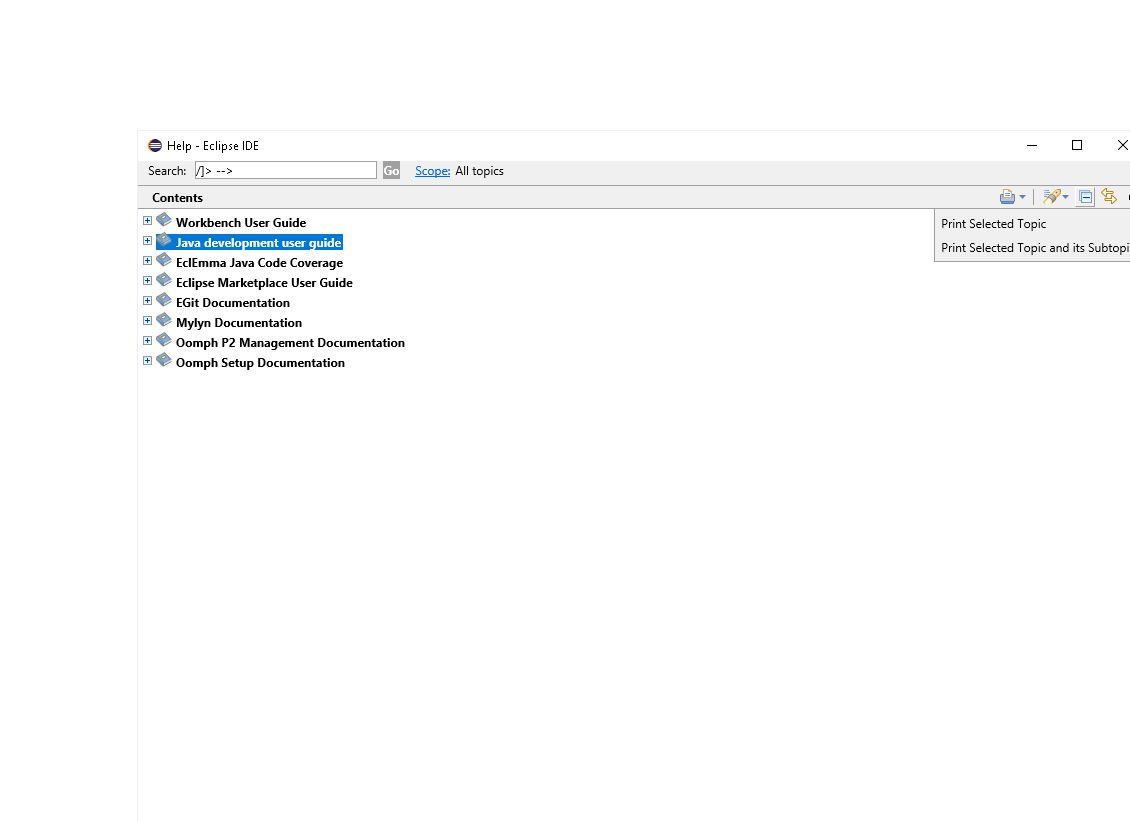 Help - Eclipse IDE
Search: /]> --> Go Scope: All topics
Contents
Print Selected Topic
Print Selected Topic and its Subtopi
Workbench User Guide
Java development user guide
EclEmma Java Code Coverage
Eclipse Marketplace User Guide
EGit Documentation
Mylyn Documentation
Oomph P2 Management Documentation
Oomph Setup Documentation